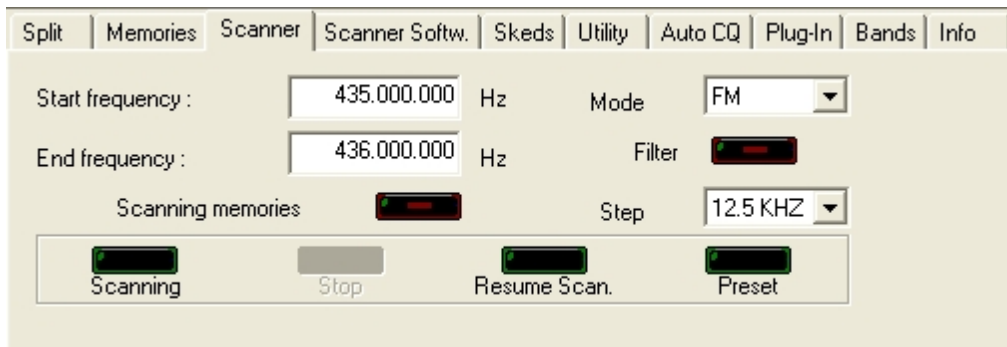 Split Memories Scanner Scanner Softw. Skeds Utility Auto CQ Plug-In Bands Info
Start frequency : 435.000.000 Hz Mode FM
End frequency : 436.000.000 Hz Filter
Scanning memories Step 12.5 KHZ
Scanning Stop Resume Scan. Preset